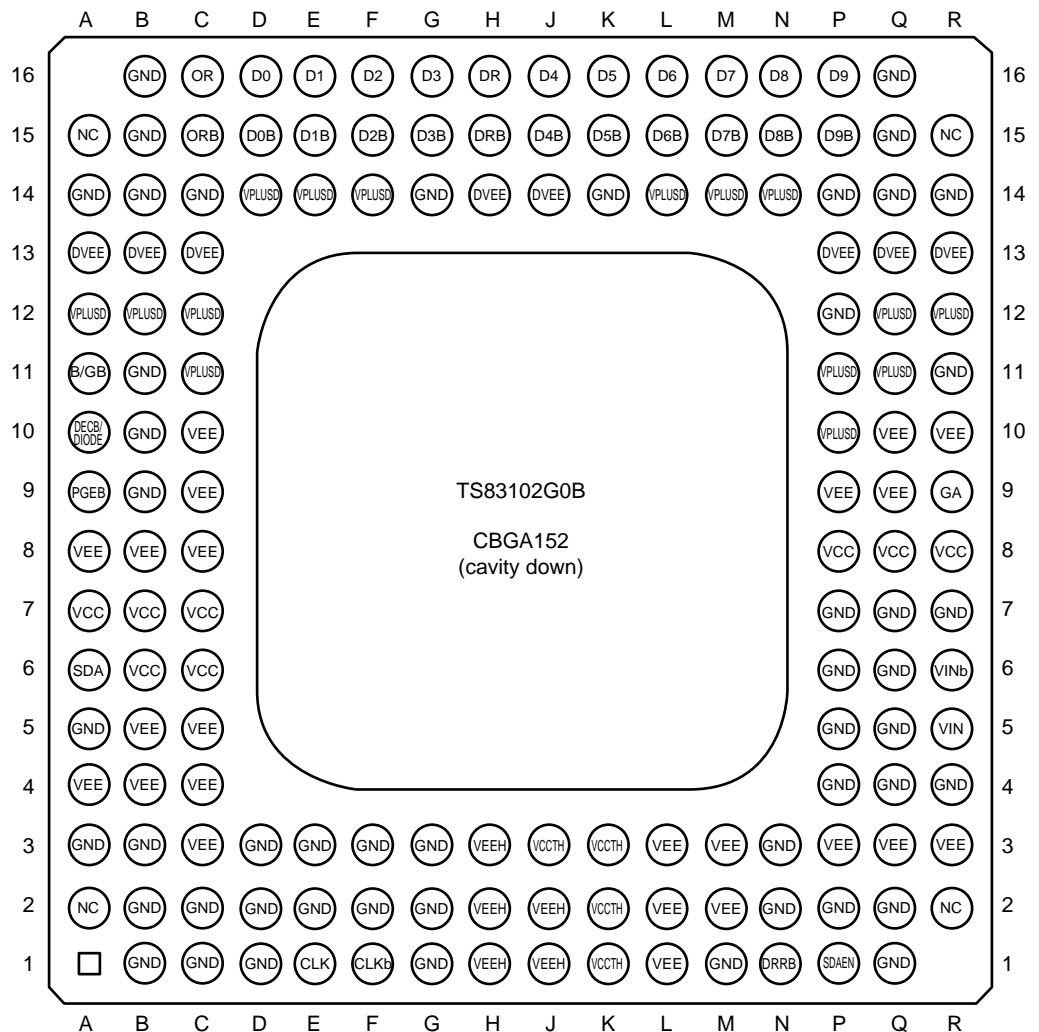 A B C D E F G H J K L M N P Q R
16 GND OR D0 D1 D2 D3 DR D4 D5 D6 D7 D8 D9 GND 16
15 NC GND ORB D0B D1B D2B D3B DRB D4B D5B D6B D7B D8B D9B GND NC 15
14 GND GND GND VPLUSD VPLUSD VPLUSD GND DVEE DVEE GND VPLUSD VPLUSD VPLUSD GND GND GND 14
13 DVEE DVEE DVEE DVEE DVEE DVEE 13
12 VPLUSD VPLUSD VPLUSD GND VPLUSD VPLUSD 12
11 B/GB GND VPLUSD VPLUSD VPLUSD GND 11
10 DECB/ DIODE GND VEE VPLUSD VEE VEE 10
9 PGEB GND VEE TS83102G0B VEE VEE GA 9
8 VEE VEE VEE CBGA152 VCC VCC VCC 8
(cavity down)
7 VCC VCC VCC GND GND GND 7
6 SDA VCC VCC GND GND VINb 6
5 GND VEE VEE GND GND VIN 5
4 VEE VEE VEE GND GND GND 4
3 GND GND VEE GND GND GND GND VEEH VCCTH VCCTH VEE VEE GND VEE VEE VEE 3
2 NC GND GND GND GND GND GND VEEH VEEH VCCTH VEE VEE GND GND GND NC 2
1 GND GND GND CLK CLKb GND VEEH VEEH VCCTH VEE GND DRRB SDAEN GND 1
A B C D E F G H J K L M N P Q R